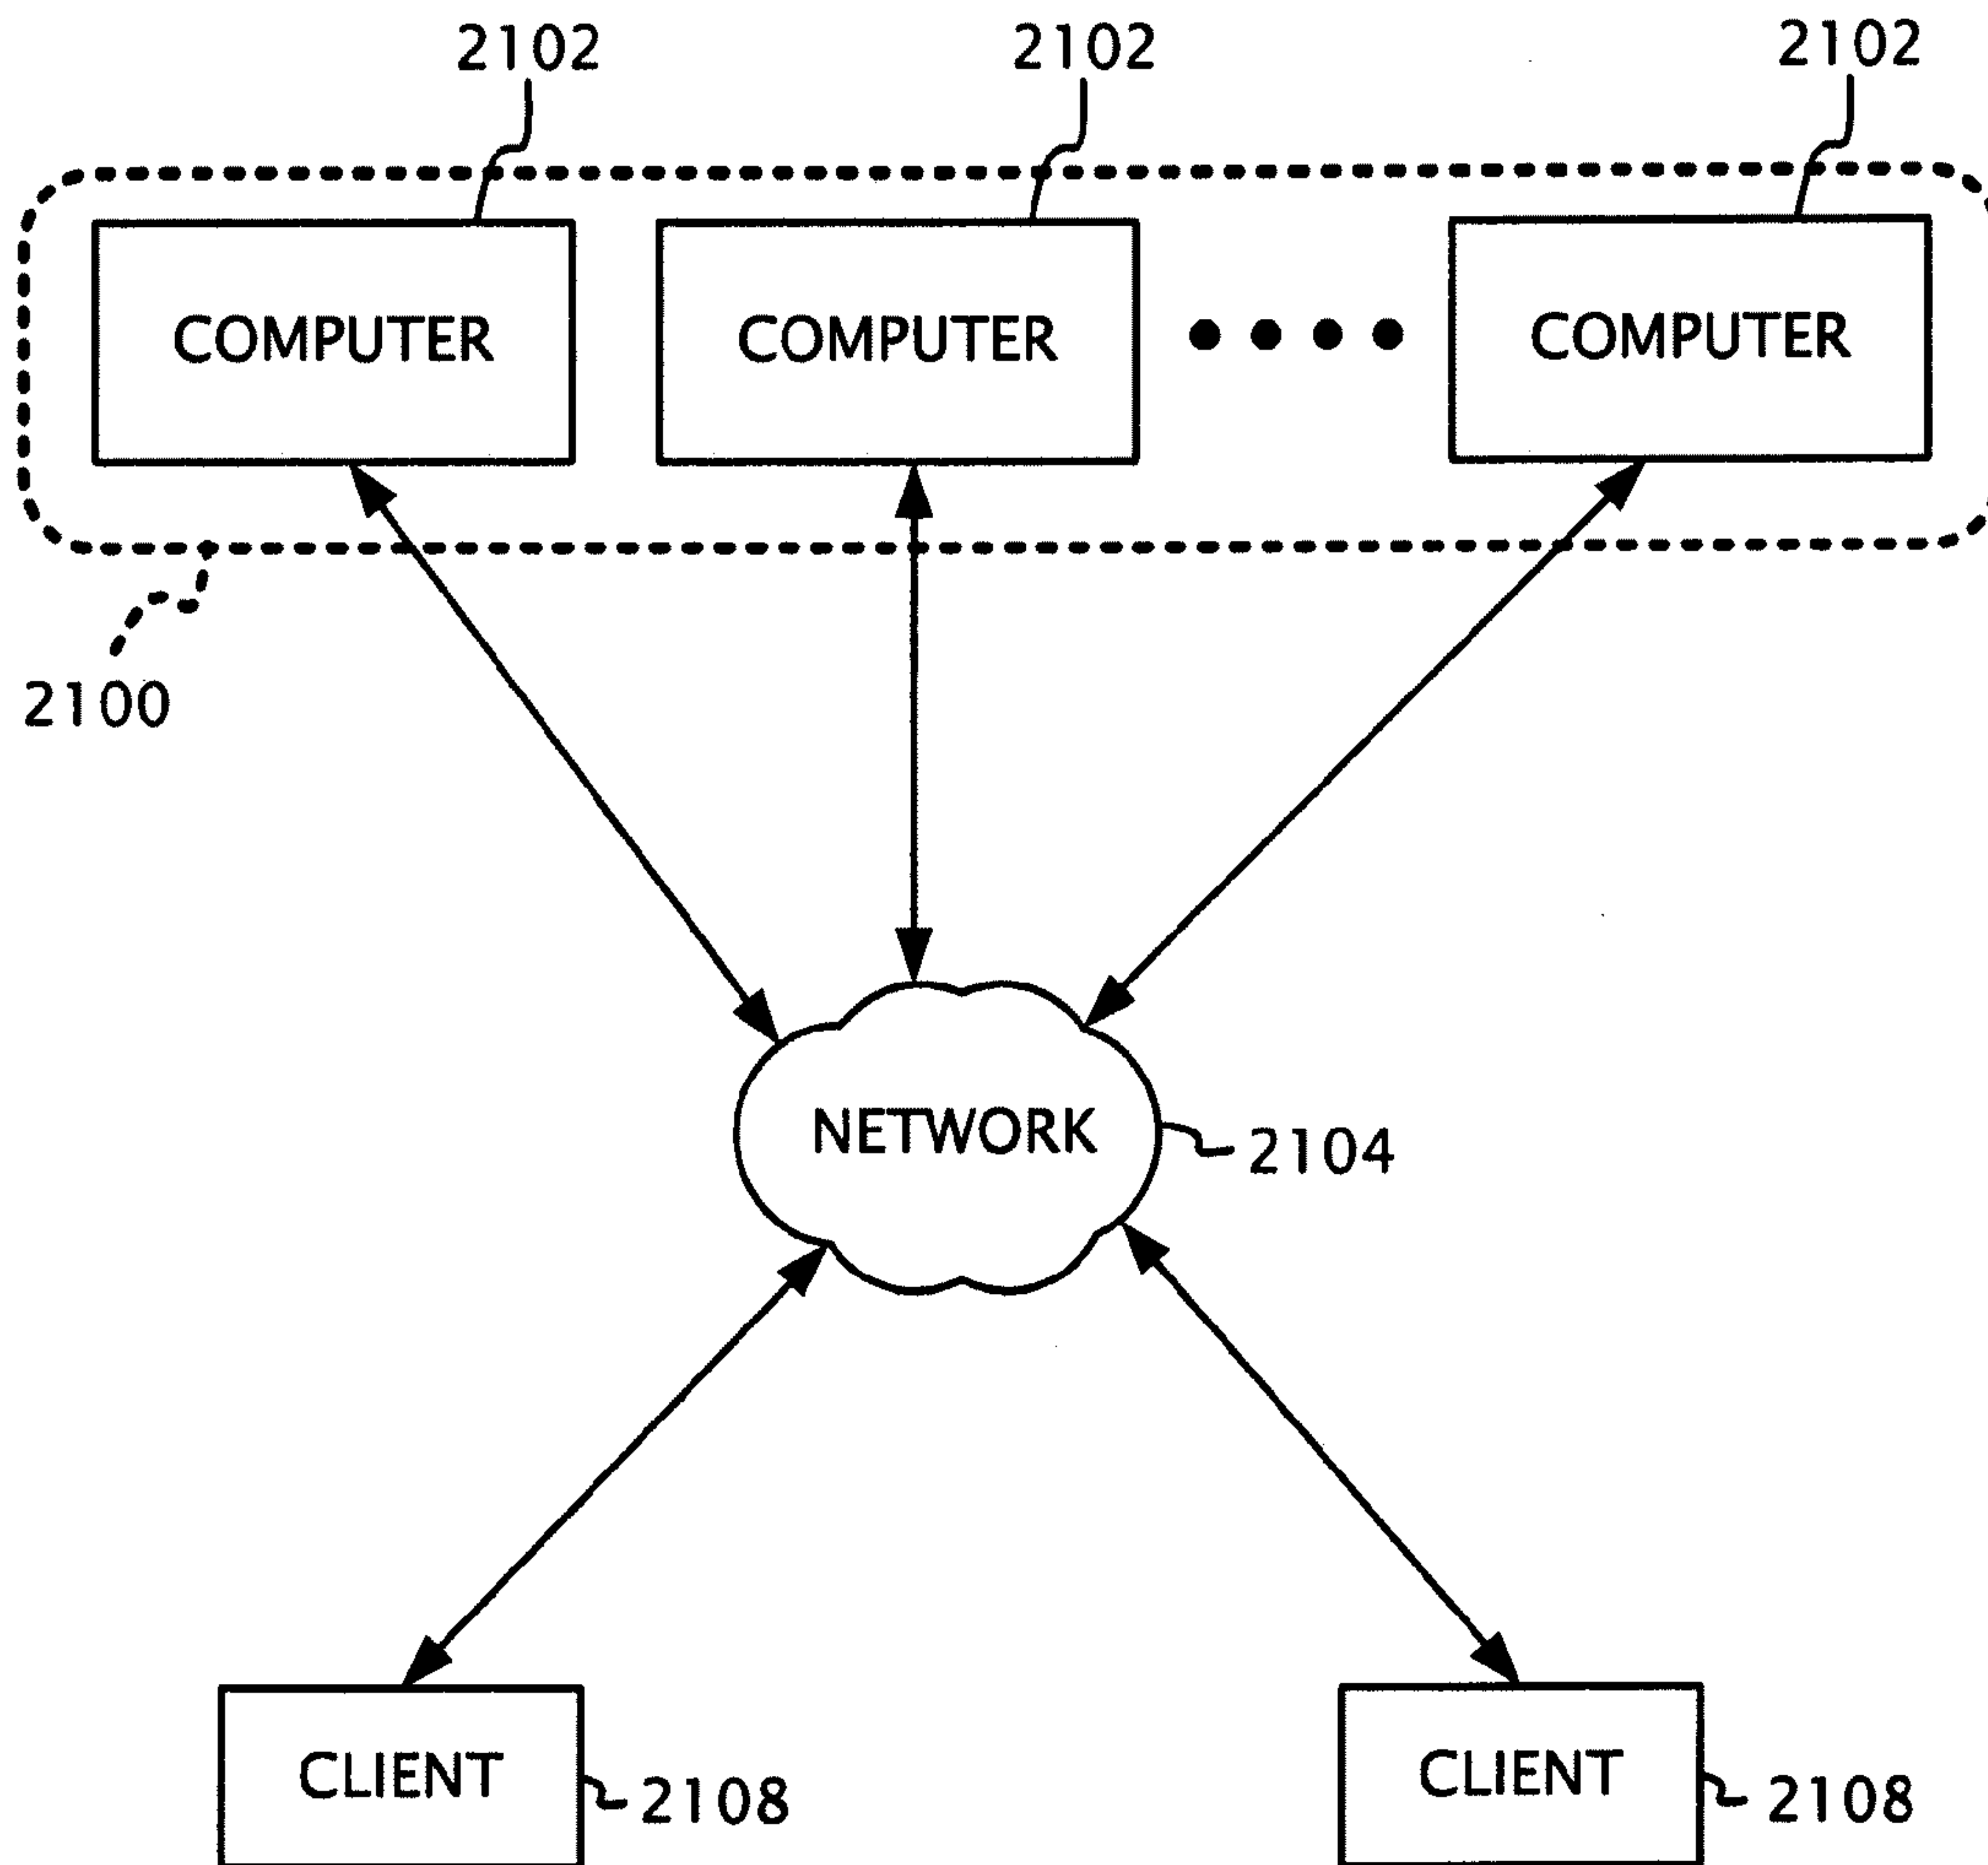 2102 2102 2102
COMPUTER COMPUTER COMPUTER
2100
NETWORK 2104
CLIENT 2108 CLIENT 2108